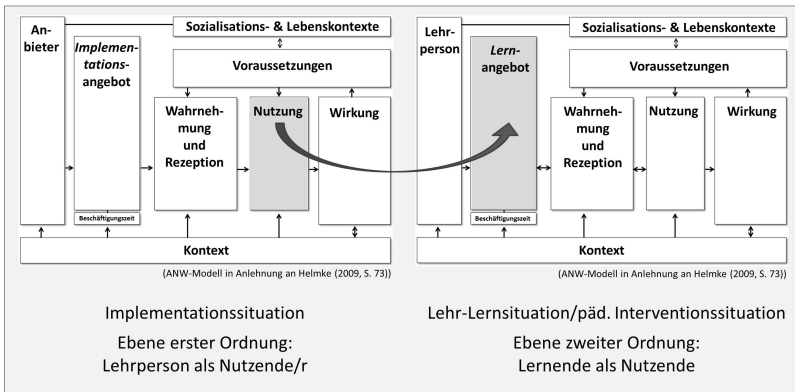 An-
bieter
Implemen-
tations-
angebot
Beschäftigungszeit
Sozialisations- & Lebenskontexte
Voraussetzungen
Wahrneh-
mung
und
Rezeption
Nutzung
Wirkung
Kontext
(ANW-Modell in Anlehnung an Helmke (2009, S. 73))
Implementationssituation
Ebene erster Ordnung:
Lehrperson als Nutzende/r
Lehr-
person
Lern-
angebot
Beschäftigungszeit
Sozialisations- & Lebenskontexte
Voraussetzungen
Wahrneh-
mung
und
Rezeption
Nutzung
Wirkung
Kontext
(ANW-Modell in Anlehnung an Helmke (2009, S. 73))
Lehr-Lernsituation/päd. Interventionssituation
Ebene zweiter Ordnung:
Lernende als Nutzende